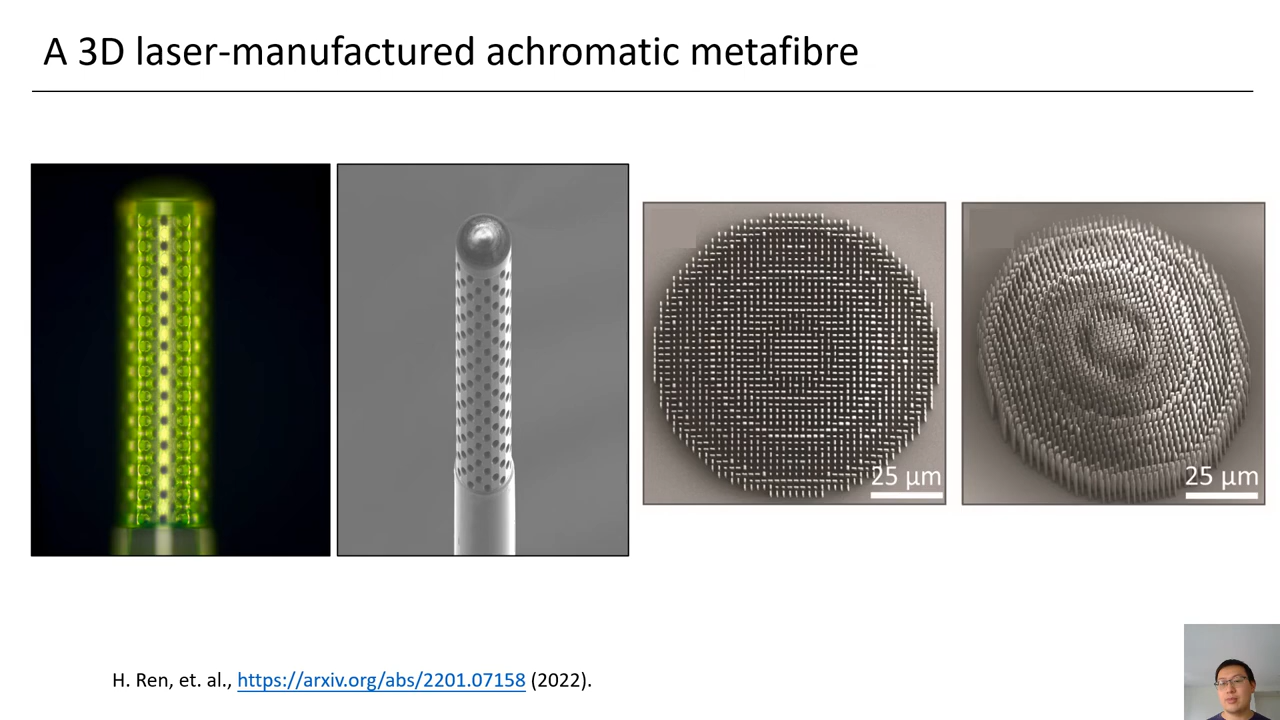 A 3D laser-manufactured achromatic metafibre
25 μm
25 μm
H. Ren, et. al., https://arxiv.org/abs/2201.07158 (2022).